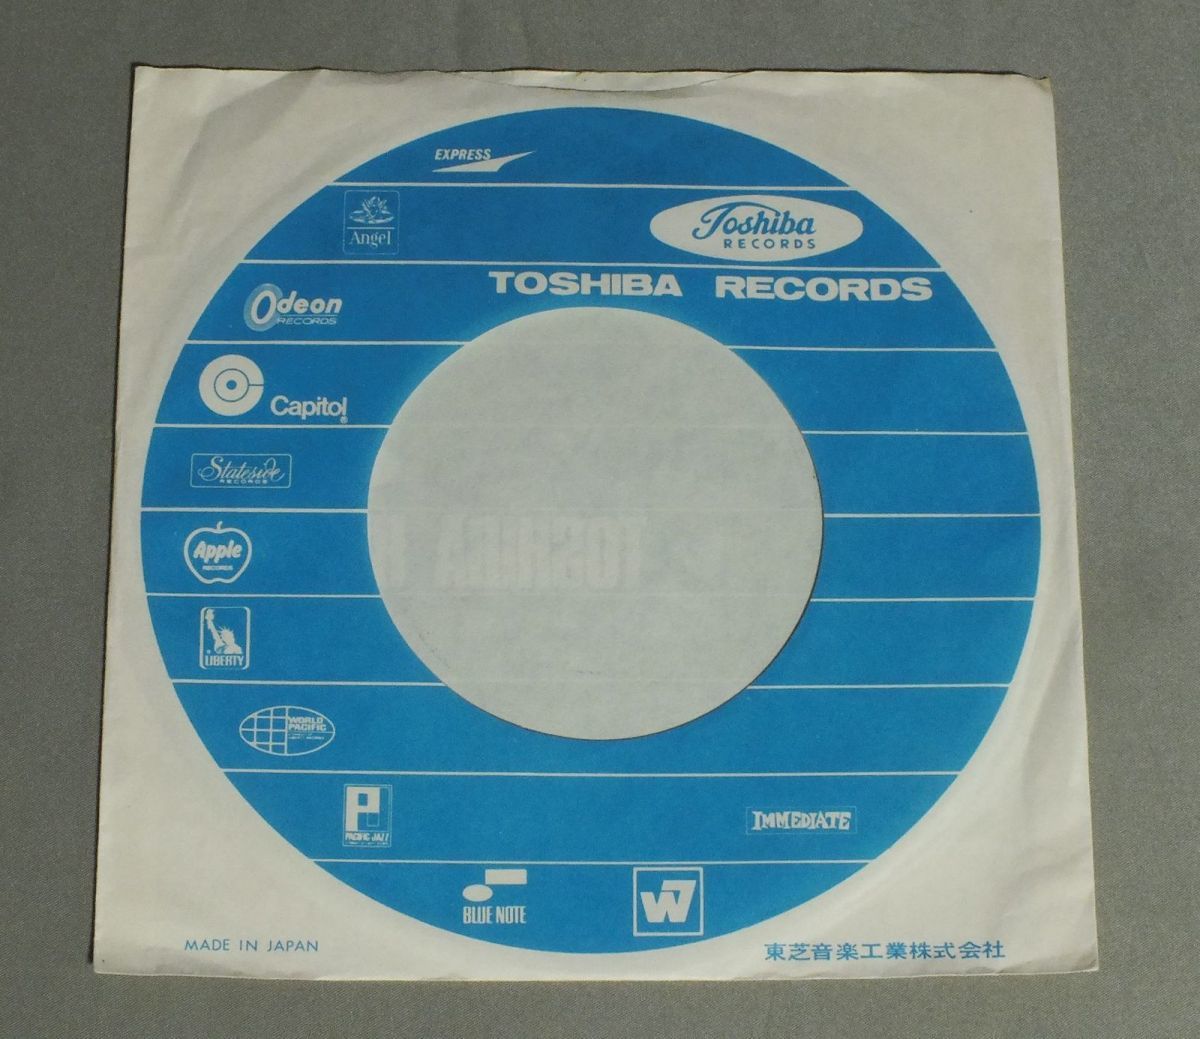 EXPRESS
Angel
Toshiba
RECORDS
TOSHIBA RECORDS
Odeon
RECORDS
Capitol
®
Stateside
RECORDS
Apple
RECORDS
LIBERTY
WORLD
PACIFIC
PACIFIC JAZZ
IMMEDIATE
BLUE NOTE
W7
MADE IN JAPAN
東芝音楽工業株式会社